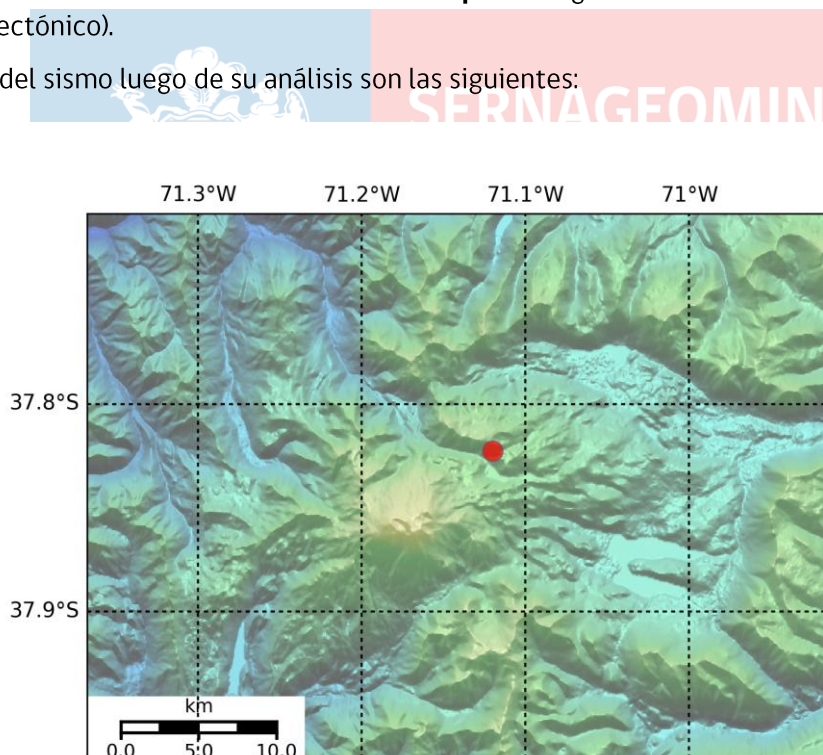 ectónico).
del sismo luego de su análisis son las siguientes:
SERNAGEOMIN
71.3°W 71.2°W 71.1°W 71°W
37.8°S
37.9°S
km
0.0 5.0 10.0